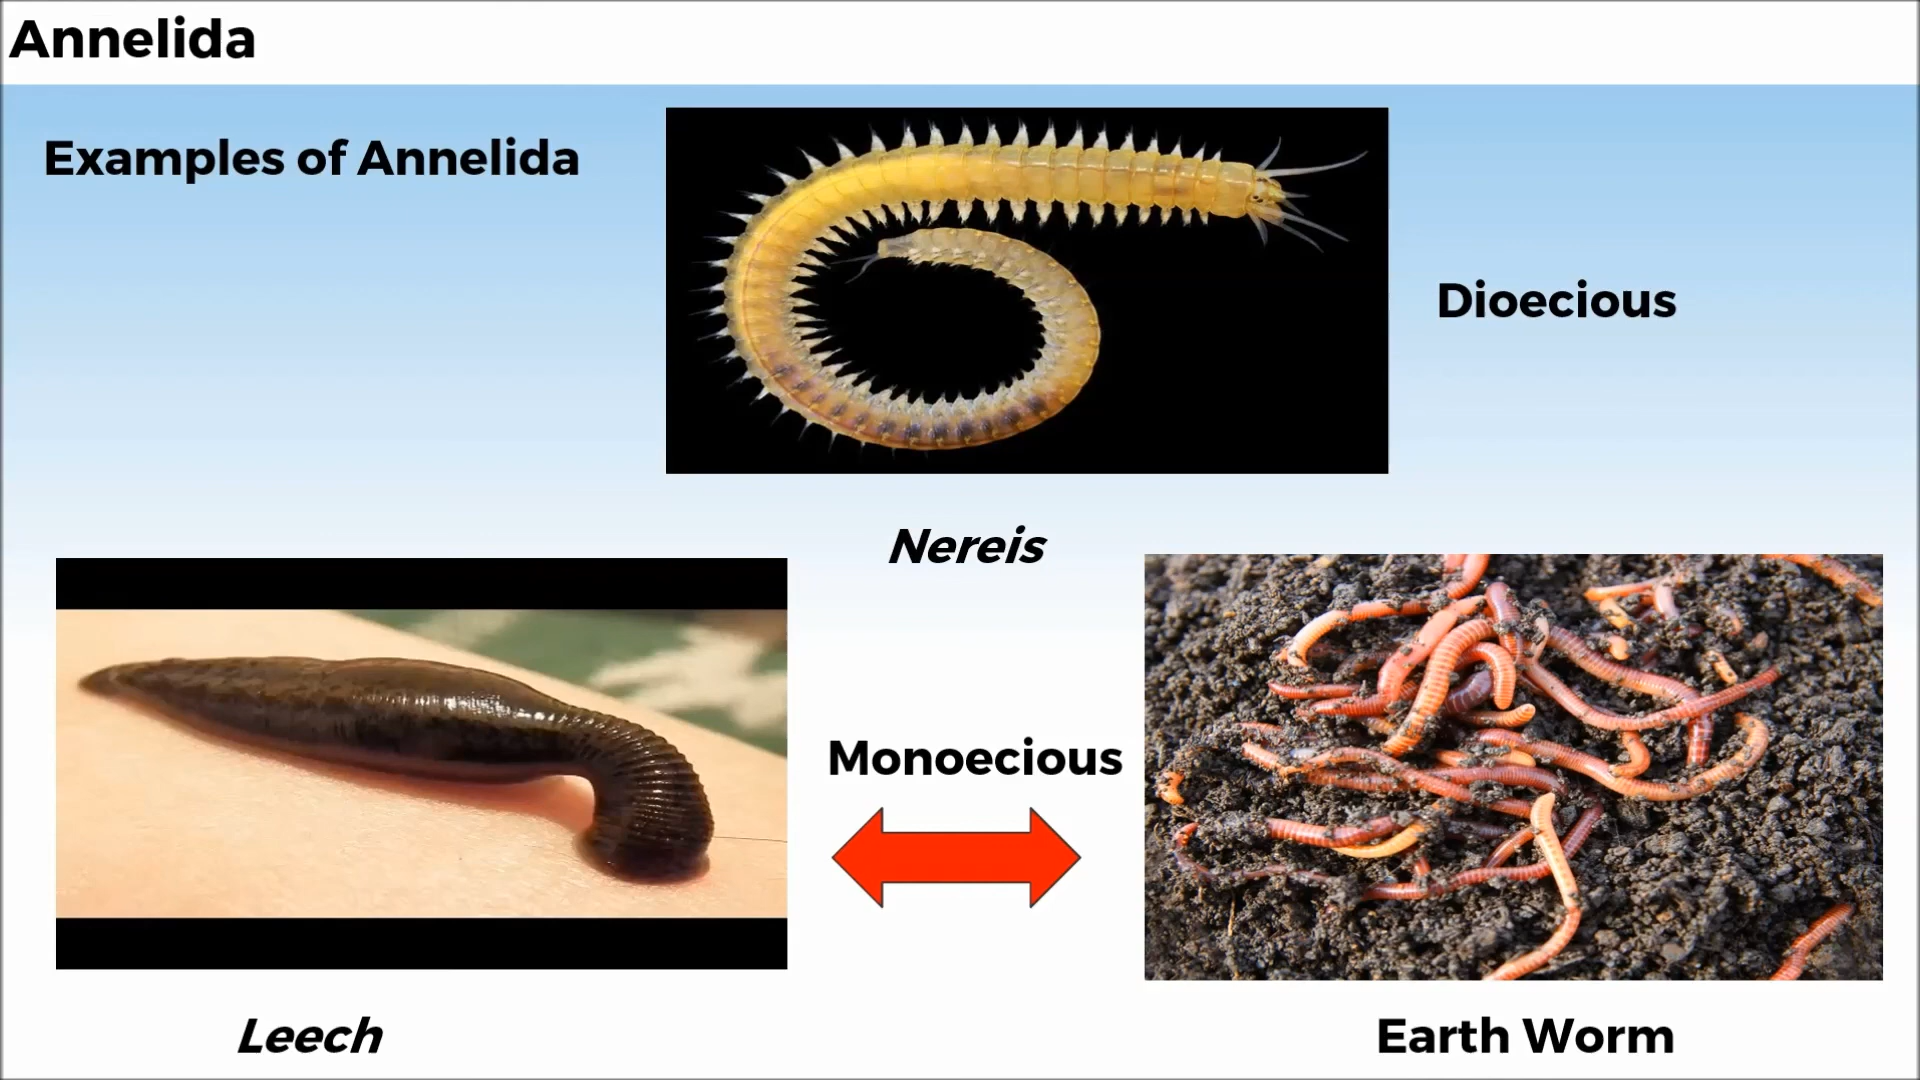 Annelida
Examples of Annelida
Dioecious
Nereis
Monoecious
Leech
Earth Worm